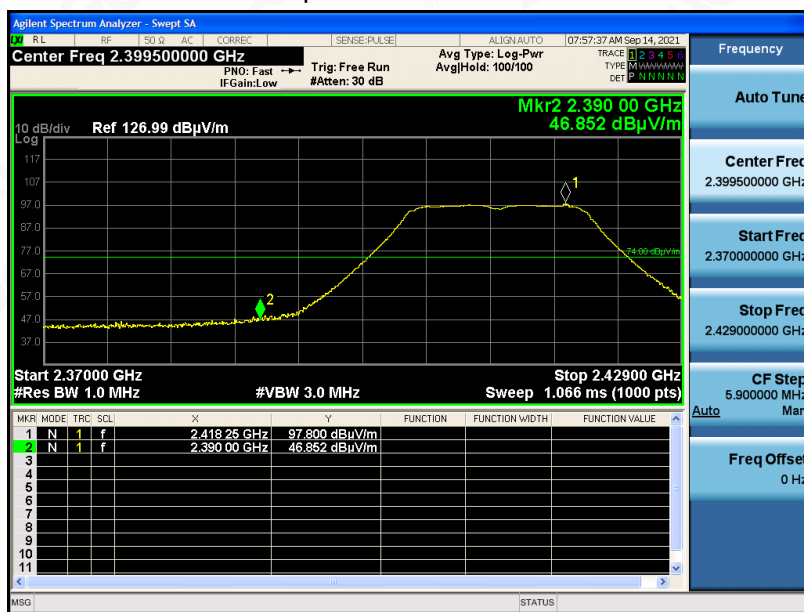 Agilent Spectrum Analyzer - Swept SA
LXI RL RF 50 Ω AC CORREC SENSE:PULSE ALIGN AUTO 07:57:37 AM Sep 14, 2021
Center Freq 2.399500000 GHz
PNO: Fast
IFGain:Low
Trig: Free Run
#Atten: 30 dB
Avg Type: Log-Pwr
Avg|Hold: 100/100
TRACE 1 2 3 4 5 6
TYPE M W W W W W
DET P N N N N N
Mkr2 2.390 00 GHz
46.852 dBμV/m
10 dB/div Ref 126.99 dBμV/m
Log
117
107
97.0
87.0
77.0
67.0
57.0
47.0
37.0
1
2
74.00 dBμV/m
Start 2.37000 GHz Stop 2.42900 GHz
#Res BW 1.0 MHz #VBW 3.0 MHz Sweep 1.066 ms (1000 pts)
MKR MODE TRC SCL X Y FUNCTION FUNCTION WIDTH FUNCTION VALUE
1 N 1 f 2.418 25 GHz 97.800 dBμV/m
2 N 1 f 2.390 00 GHz 46.852 dBμV/m
3
4
5
6
7
8
9
10
11
MSG STATUS
Frequency
Auto Tune
Center Freq
2.399500000 GHz
Start Freq
2.370000000 GHz
Stop Freq
2.429000000 GHz
CF Step
5.900000 MHz
Auto Man
Freq Offset
0 Hz